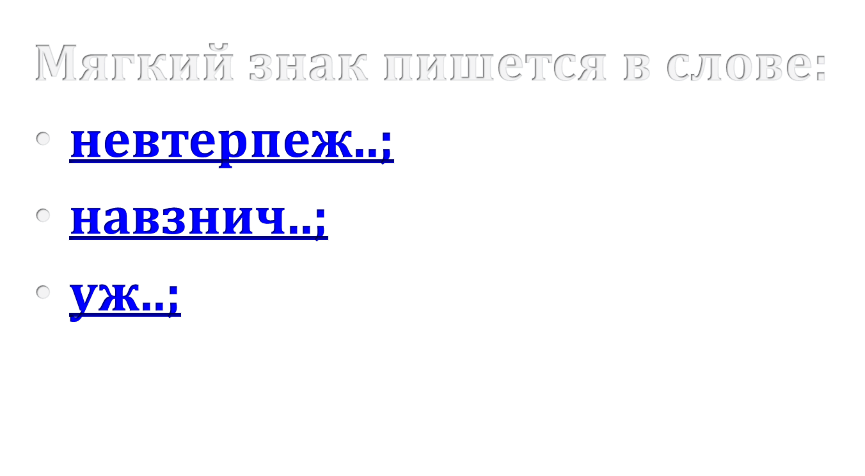 Мягкий знак пишется в слове:
невтерпеж..;
навзнич..;
уж..;